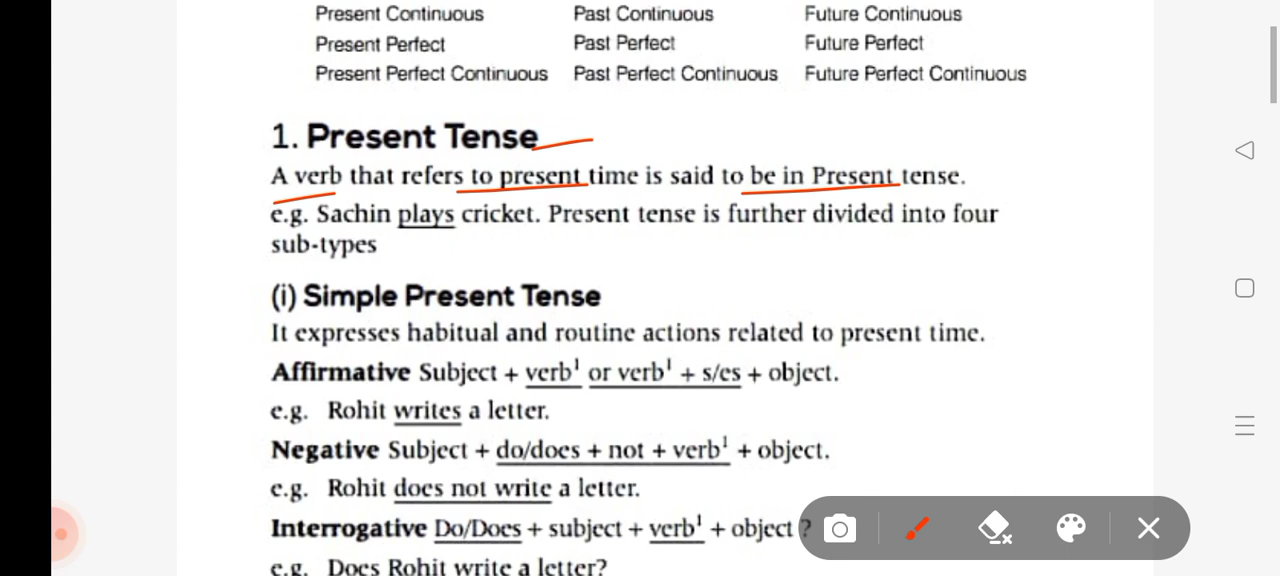 Present Continuous Past Continuous Future Continuous
Present Perfect Past Perfect Future Perfect
Present Perfect Continuous Past Perfect Continuous Future Perfect Continuous
1. Present Tense
A verb that refers to present time is said to be in Present tense.
e.g. Sachin plays cricket. Present tense is further divided into four
sub-types
(i) Simple Present Tense
It expresses habitual and routine actions related to present time.
Affirmative Subject + verb¹ or verb¹ + s/es + object.
e.g. Rohit writes a letter.
Negative Subject + do/does + not + verb¹ + object.
e.g. Rohit does not write a letter.
Interrogative Do/Does + subject + verb¹ + object ?
e.g. Does Rohit write a letter?